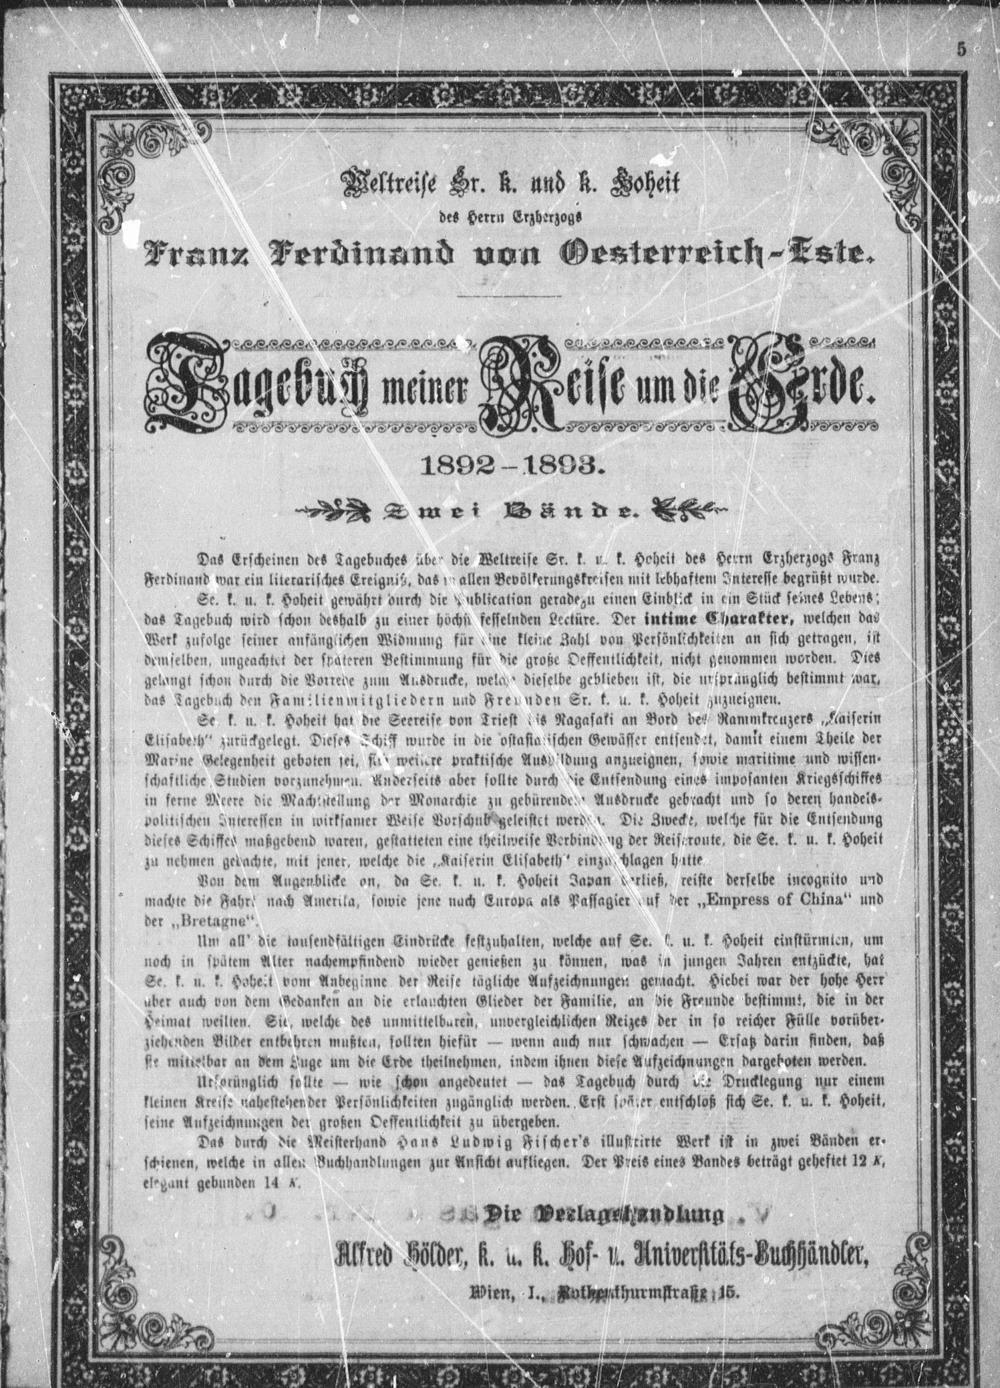 5
Weltreise Sr. k. und k. Hoheit
des Herrn Erzherzogs
Franz Ferdinand von Oesterreich-Este.
Tagebuch meiner Reise um die Erde.
1892–1893.
Zwei Bände.
Das Erscheinen des Tagebuches über die Weltreise Sr. k. u. k. Hoheit des Herrn Erzherzogs Franz
Ferdinand war ein literarisches Ereigniß, das in allen Bevölkerungskreisen mit lebhaftem Interesse begrüßt wurde.
Se. k. u. k. Hoheit gewährt durch die Publication geradezu einen Einblick in ein Stück seines Lebens;
das Tagebuch wird schon deshalb zu einer höchst fesselnden Lectüre. Der intime Charakter, welchen das
Werk zufolge seiner anfänglichen Widmung für eine kleine Zahl von Persönlichkeiten an sich getragen, ist
demselben, ungeachtet der späteren Bestimmung für die große Oeffentlichkeit, nicht genommen worden. Dies
gelangt schon durch die Vorrede zum Ausdrucke, welche dieselbe geblieben ist, die ursprünglich bestimmt war,
das Tagebuch den Familienmitgliedern und Freunden Sr. k. u. k. Hoheit zuzueignen.
Se. k. u. k. Hoheit hat die Seereise von Triest bis Nagasaki an Bord des Rammkreuzers „Kaiserin
Elisabeth“ zurückgelegt. Dieses Schiff wurde in die ostasiatischen Gewässer entsendet, damit einem Theile der
Marine Gelegenheit geboten sei, sich weitere praktische Ausbildung anzueignen, sowie maritime und wissen-
schaftliche Studien vorzunehmen. Anderseits aber sollte durch die Entsendung eines imposanten Kriegsschiffes
in ferne Meere die Machtstellung der Monarchie zu gebürendem Ausdrucke gebracht und so deren handels-
politischen Interessen in wirksamer Weise Vorschub geleistet werden. Die Zwecke, welche für die Entsendung
dieses Schiffes maßgebend waren, gestatteten eine theilweise Verbindung der Reiseroute, die Se. k. u. k. Hoheit
zu nehmen gedachte, mit jener, welche die „Kaiserin Elisabeth“ einzuschlagen hatte.
Von dem Augenblicke an, da Se. k. u. k. Hoheit Japan verließ, reiste derselbe incognito und
machte die Fahrt nach Amerika, sowie jene nach Europa als Passagier auf der „Empress of China“ und
der „Bretagne“.
Um all' die tausendfältigen Eindrücke festzuhalten, welche auf Se. k. u. k. Hoheit einstürmten, um
noch in spätem Alter nachempfindend wieder genießen zu können, was in jungen Jahren entzückte, hat
Se. k. u. k. Hoheit vom Anbeginne der Reise tägliche Aufzeichnungen gemacht. Hiebei war der hohe Herr
aber auch von dem Gedanken an die erlauchten Glieder der Familie, an die Freunde bestimmt, die in der
Heimat weilten. Sie, welche des unmittelbaren, unvergleichlichen Reizes der in so reicher Fülle vorüber-
ziehenden Bilder entbehren mußten, sollten hiefür — wenn auch nur schwachen — Ersatz darin finden, daß
sie mittelbar an dem Zuge um die Erde theilnehmen, indem ihnen diese Aufzeichnungen dargeboten werden.
Ursprünglich sollte — wie schon angedeutet — das Tagebuch durch die Drucklegung nur einem
kleinen Kreise nahestehender Persönlichkeiten zugänglich werden. Erst später entschloß sich Se. k. u. k. Hoheit,
seine Aufzeichnungen der großen Oeffentlichkeit zu übergeben.
Das durch die Meisterhand Hans Ludwig Fischer's illustrirte Werk ist in zwei Bänden er-
schienen, welche in allen Buchhandlungen zur Ansicht aufliegen. Der Preis eines Bandes beträgt geheftet 12 K,
elegant gebunden 14 K.
Die Verlagshandlung
Alfred Hölder, k. u. k. Hof- u. Universitäts-Buchhändler,
Wien, I., Rothenthurmstraße 15.